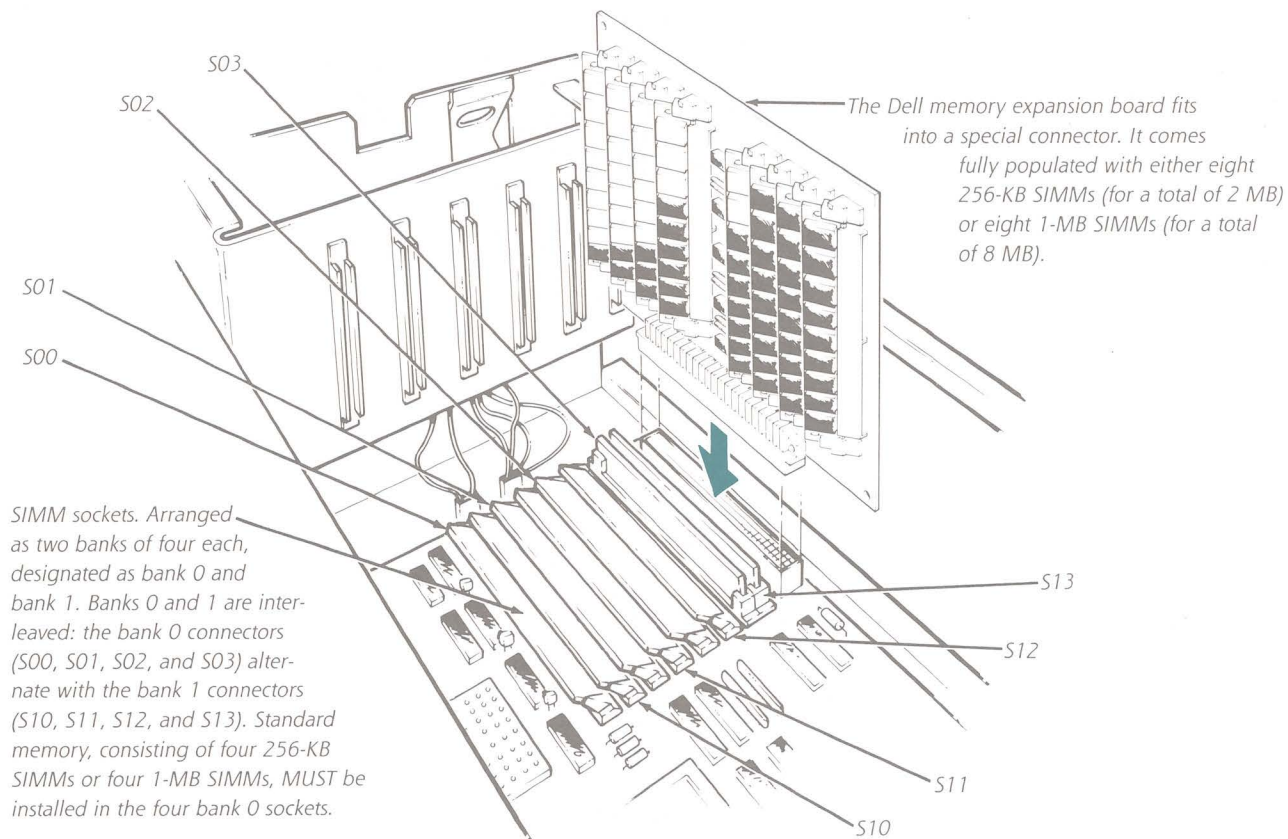 S03
S02
The Dell memory expansion board fits
into a special connector. It comes
fully populated with either eight
256-KB SIMMs (for a total of 2 MB)
or eight 1-MB SIMMs (for a total
of 8 MB).
S01
S00
SIMM sockets. Arranged
as two banks of four each,
designated as bank 0 and
bank 1. Banks 0 and 1 are inter-
leaved: the bank 0 connectors
(S00, S01, S02, and S03) alter-
nate with the bank 1 connectors
(S10, S11, S12, and S13). Standard
memory, consisting of four 256-KB
SIMMs or four 1-MB SIMMs, MUST be
installed in the four bank 0 sockets.
S13
S12
S11
S10